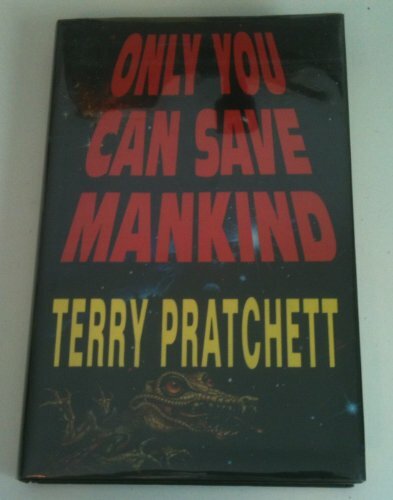 ONLY YOU
CAN SAVE
MANKIND
TERRY PRATCHETT